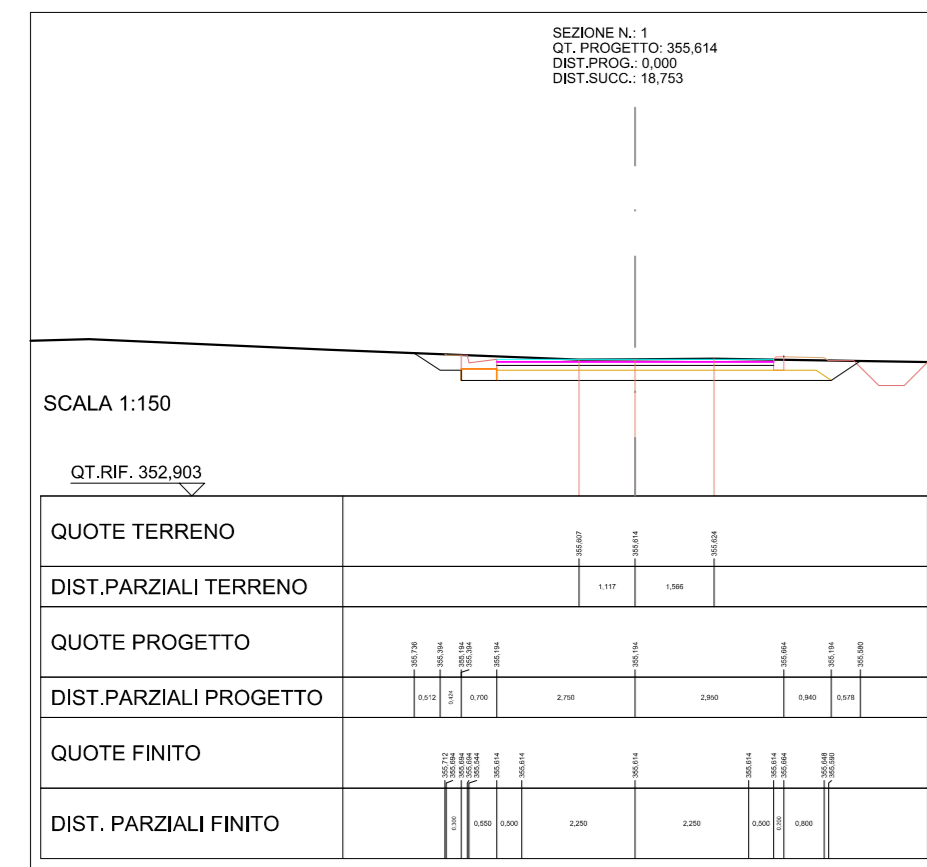 SEZIONE N.: 1
QT. PROGETTO: 355,614
DIST.PROG.: 0,000
DIST.SUCC.: 18,753
SCALA 1:150
QT.RIF. 352,903
QUOTE TERRENO
355,607 355,614 355,624
DIST.PARZIALI TERRENO
1,117 1,566
QUOTE PROGETTO
355,736 355,394 355,194 355,394 355,194 355,194 355,664 355,194 355,580
DIST.PARZIALI PROGETTO
0,512 0,424 0,700 2,750 2,950 0,940 0,578
QUOTE FINITO
355,712 355,694 355,694 355,694 355,544 355,614 355,614 355,614 355,614 355,614 355,664 355,648 355,590
DIST. PARZIALI FINITO
0,300 0,550 0,500 2,250 2,250 0,500 0,200 0,800